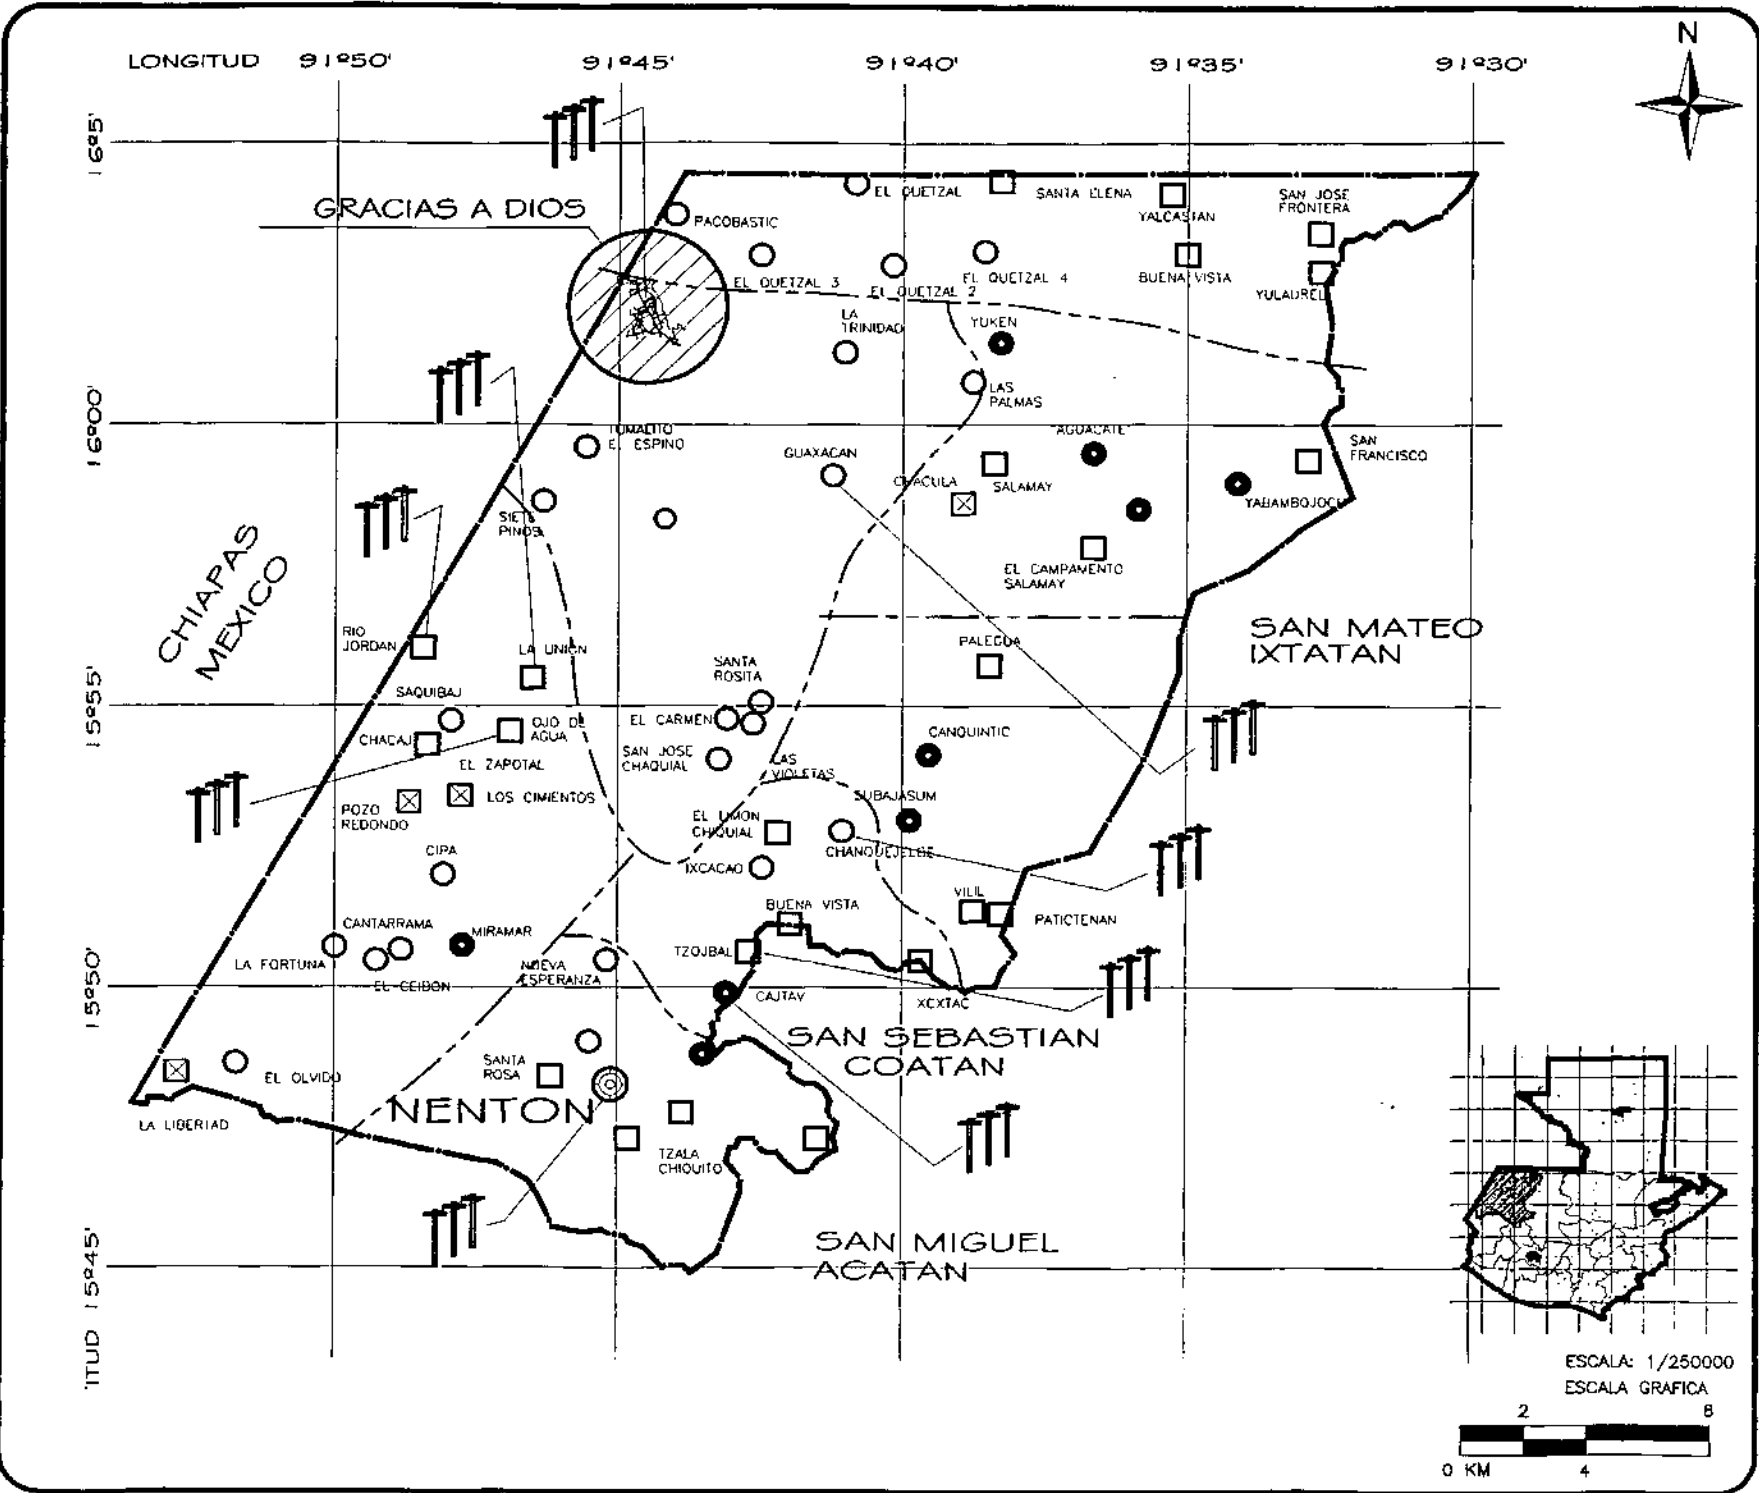 N
LONGITUD 91º50' 91º45' 91º40' 91º35' 91º30'
16º5'
EL QUETZAL
SANTA ELENA
YALCASTAN
SAN JOSE
FRONTERA
GRACIAS A DIOS
PACOBASTIC
EL QUETZAL 3
EL QUETZAL 2
EL QUETZAL 4
BUENA VISTA
YULAUREL
LA
TRINIDAD
YUKEN
LAS
PALMAS
16º00'
EL ESPINO
GUAXACAN
AGUACATE
SAN
FRANCISCO
CHACULA
SALAMAY
YABAMBOJOCH
SIETE
PINOS
EL CAMPAMENTO
SALAMAY
CHIAPAS
MEXICO
RIO
JORDAN
LA UNION
SANTA
ROSITA
PALEGUA
SAN MATEO
IXTATAN
15º55'
SAQUIBAJ
CHACAJ
OJO DE
AGUA
EL CARMEN
SAN JOSE
CHAQUIAL
LAS
VIOLETAS
CANQUINTIC
EL ZAPOTAL
LOS CIMIENTOS
POZO
REDONDO
SUBAJASUM
EL LIMON
CHIQUIAL
CHANQUEJELBE
CIPA
IXCACAO
VILIL
PATICTENAN
BUENA VISTA
CANTARRAMA
MIRAMAR
TZOJBAL
LA FORTUNA
EL CEIBON
NUEVA
ESPERANZA
15º50'
CAJTAV
XCXTAC
SAN SEBASTIAN
COATAN
SANTA
ROSA
EL OLVIDO
NENTON
LA LIBERTAD
TZALA
CHIQUITO
SAN MIGUEL
ACATAN
15º45'
ITUD
ESCALA: 1/250000
ESCALA GRAFICA
2 8
0 KM 4